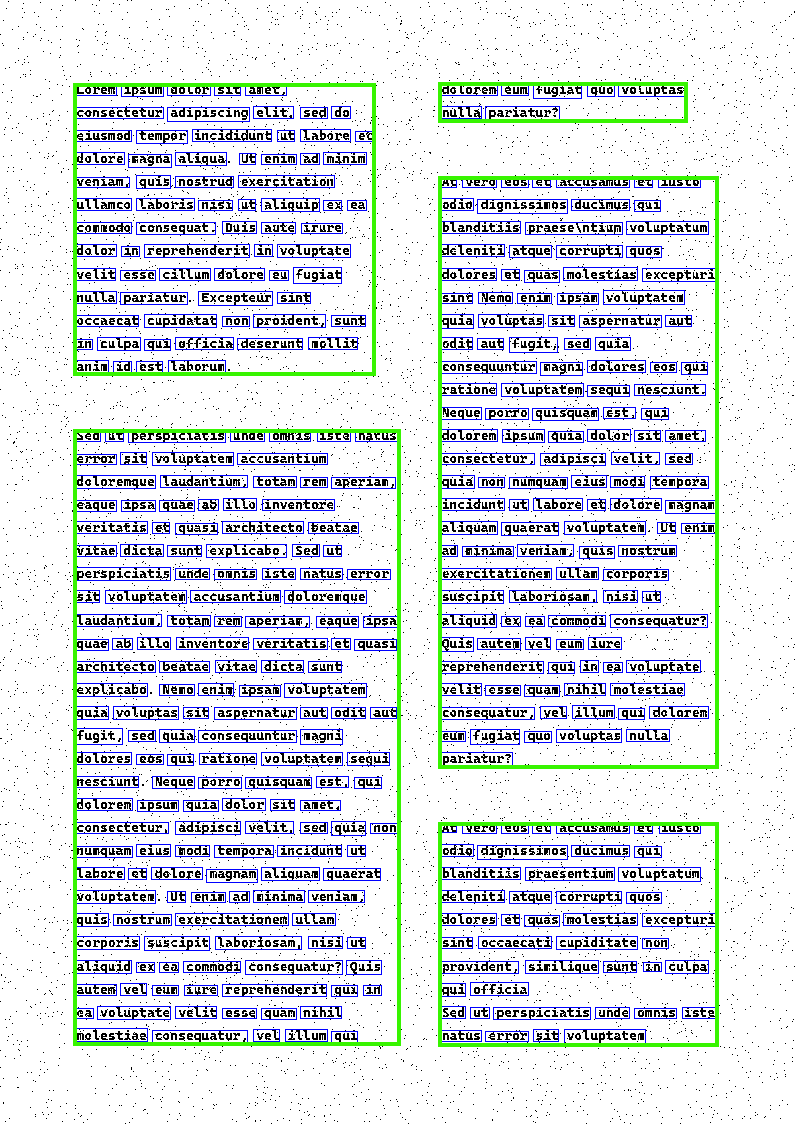 Lorem ipsum dolor sit amet,
consectetur adipiscing elit, sed do
eiusmod tempor incididunt ut labore et
dolore magna aliqua. Ut enim ad minim
veniam, quis nostrud exercitation
ullamco laboris nisi ut aliquip ex ea
commodo consequat. Duis aute irure
dolor in reprehenderit in voluptate
velit esse cillum dolore eu fugiat
nulla pariatur. Excepteur sint
occaecat cupidatat non proident, sunt
in culpa qui officia deserunt mollit
anim id est laborum.
Sed ut perspiciatis unde omnis iste natus
error sit voluptatem accusantium
doloremque laudantium, totam rem aperiam,
eaque ipsa quae ab illo inventore
veritatis et quasi architecto beatae
vitae dicta sunt explicabo. Sed ut
perspiciatis unde omnis iste natus error
sit voluptatem accusantium doloremque
laudantium, totam rem aperiam, eaque ipsa
quae ab illo inventore veritatis et quasi
architecto beatae vitae dicta sunt
explicabo. Nemo enim ipsam voluptatem
quia voluptas sit aspernatur aut odit aut
fugit, sed quia consequuntur magni
dolores eos qui ratione voluptatem sequi
nesciunt. Neque porro quisquam est, qui
dolorem ipsum quia dolor sit amet,
consectetur, adipisci velit, sed quia non
numquam eius modi tempora incidunt ut
labore et dolore magnam aliquam quaerat
voluptatem. Ut enim ad minima veniam,
quis nostrum exercitationem ullam
corporis suscipit laboriosam, nisi ut
aliquid ex ea commodi consequatur? Quis
autem vel eum iure reprehenderit qui in
ea voluptate velit esse quam nihil
molestiae consequatur, vel illum qui
dolorem eum fugiat quo voluptas
nulla pariatur?
At vero eos et accusamus et iusto
odio dignissimos ducimus qui
blanditiis praese\ntium voluptatum
deleniti atque corrupti quos
dolores et quas molestias excepturi
sint Nemo enim ipsam voluptatem
quia voluptas sit aspernatur aut
odit aut fugit, sed quia
consequuntur magni dolores eos qui
ratione voluptatem sequi nesciunt.
Neque porro quisquam est, qui
dolorem ipsum quia dolor sit amet,
consectetur, adipisci velit, sed
quia non numquam eius modi tempora
incidunt ut labore et dolore magnam
aliquam quaerat voluptatem. Ut enim
ad minima veniam, quis nostrum
exercitationem ullam corporis
suscipit laboriosam, nisi ut
aliquid ex ea commodi consequatur?
Quis autem vel eum iure
reprehenderit qui in ea voluptate
velit esse quam nihil molestiae
consequatur, vel illum qui dolorem
eum fugiat quo voluptas nulla
pariatur?
At vero eos et accusamus et iusto
odio dignissimos ducimus qui
blanditiis praesentium voluptatum
deleniti atque corrupti quos
dolores et quas molestias excepturi
sint occaecati cupiditate non
provident, similique sunt in culpa
qui officia
Sed ut perspiciatis unde omnis iste
natus error sit voluptatem